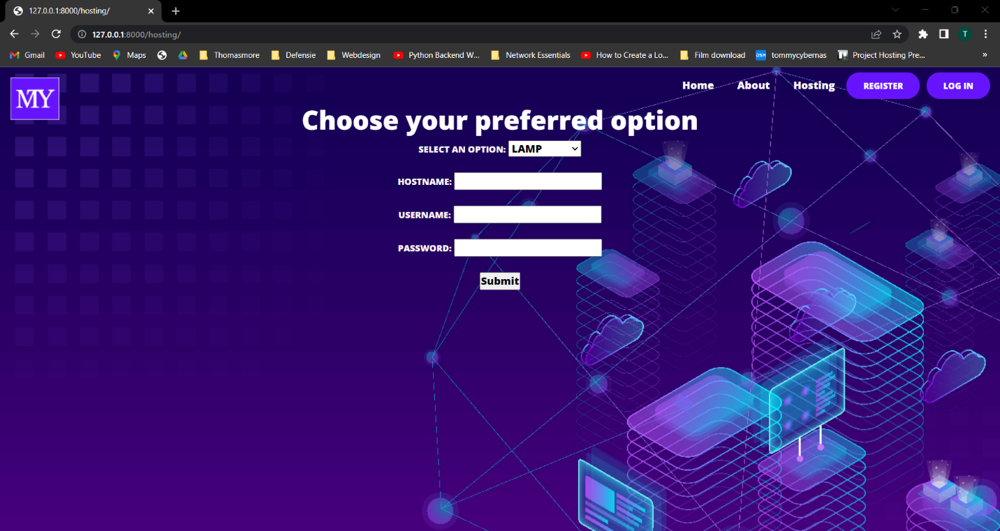 127.0.0.1:8000/hosting/
127.0.0.1:8000/hosting/
T
Gmail YouTube Maps Thomasmore Defensie Webdesign Python Backend W... Network Essentials How to Create a Lo... Film download DSM tommycybernas Project Hosting Pre... »
MTY
Home About Hosting REGISTER LOG IN
Choose your preferred option
SELECT AN OPTION: LAMP
HOSTNAME:
USERNAME:
PASSWORD:
Submit